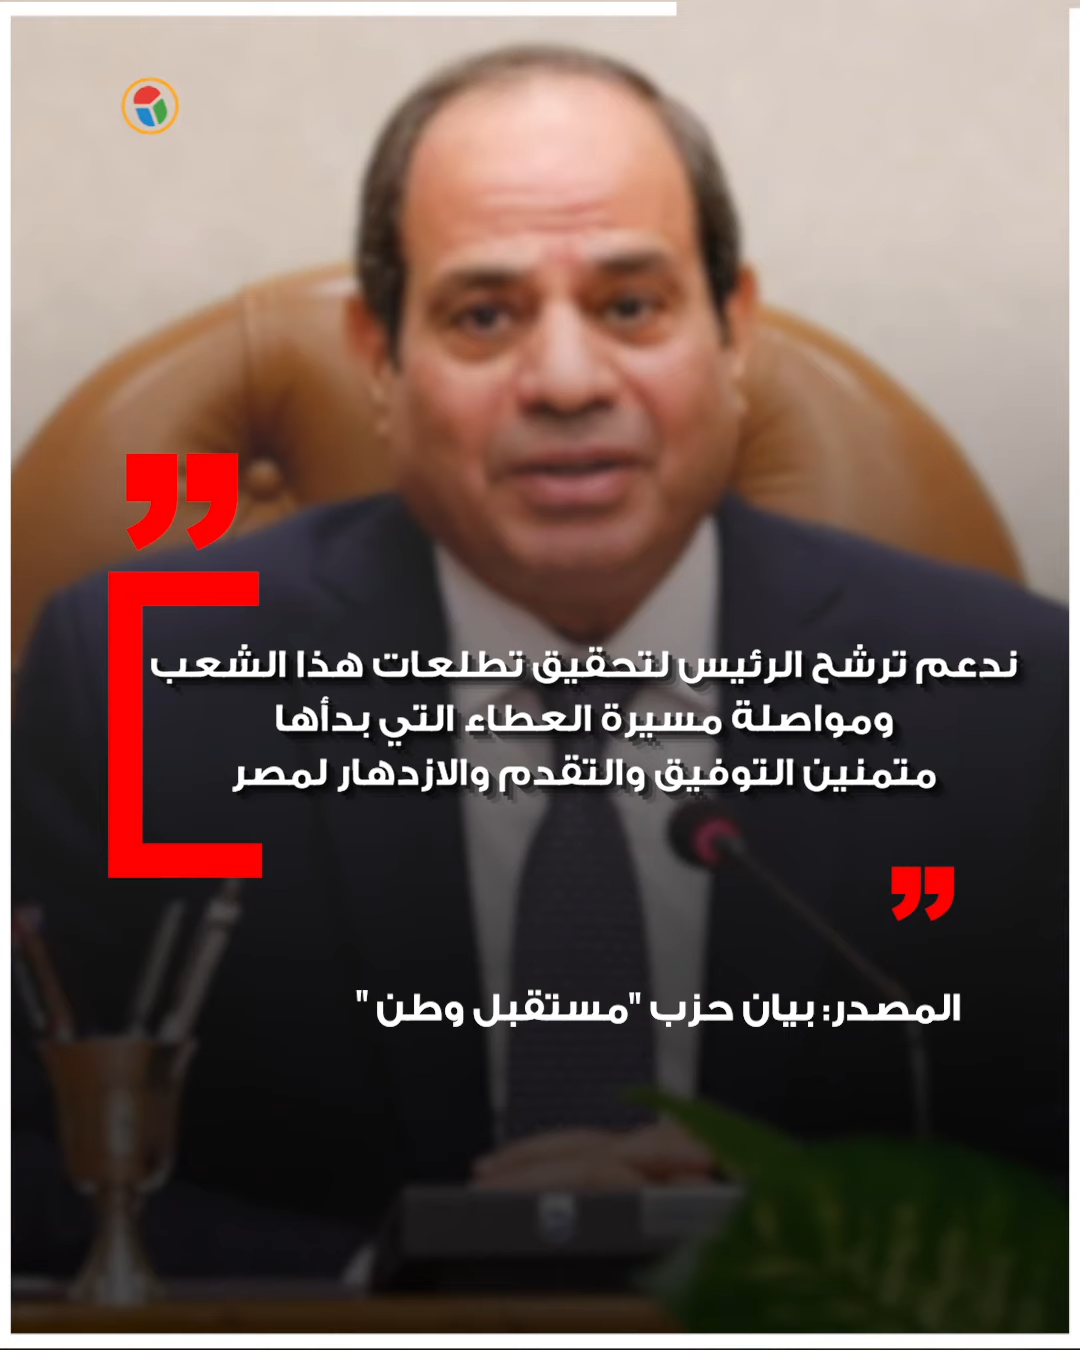 ندعم ترشح الرئيس لتحقيق تطلعات هذا الشعب
ومواصلة مسيرة العطاء التي بدأها
متمنين التوفيق والتقدم والازدهار لمصر
المصدر: بيان حزب "مستقبل وطن "